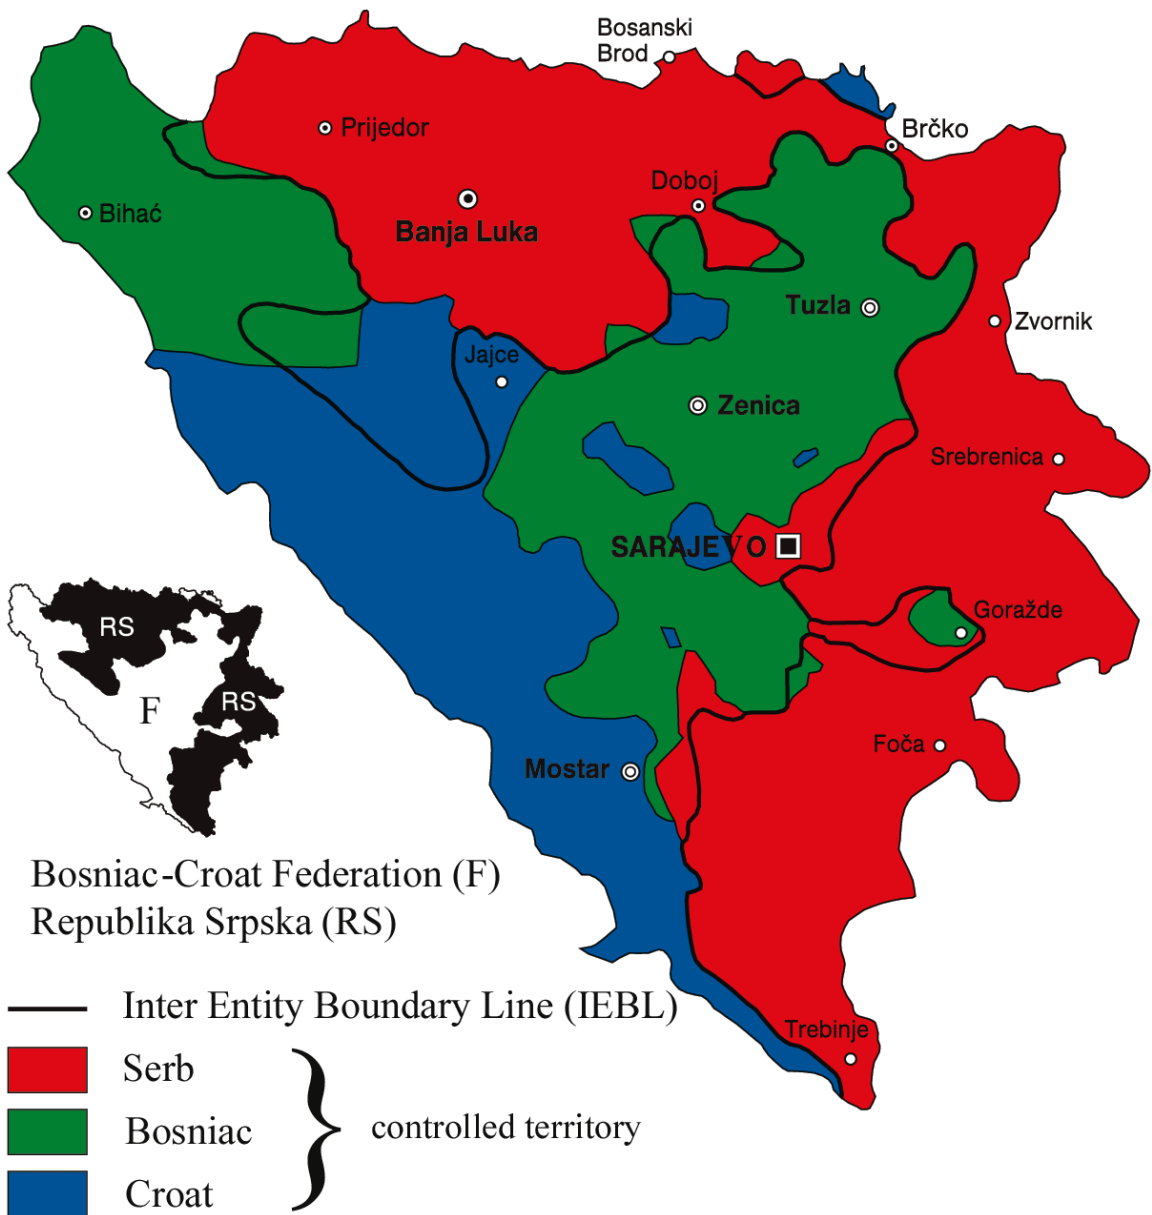 Bosanski
Brod
Prijedor
Brčko
Doboj
Bihać
Banja Luka
Tuzla
Zvornik
Jajce
Zenica
Srebrenica
SARAJEVO
Goražde
RS
RS
F
Foča
Mostar
Bosniac-Croat Federation (F)
Republika Srpska (RS)
Inter Entity Boundary Line (IEBL)
Trebinje
Serb
Bosniac
controlled territory
Croat